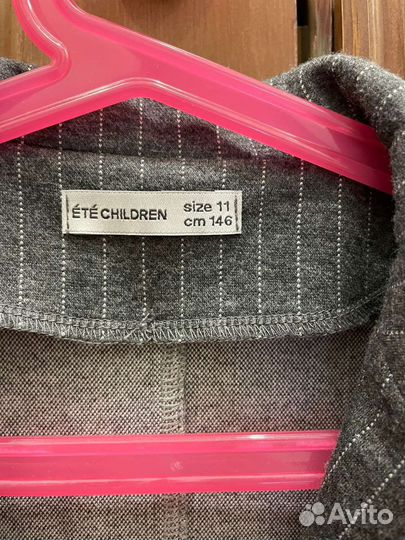 ÉTÉ CHILDREN size 11
cm 146
Avito